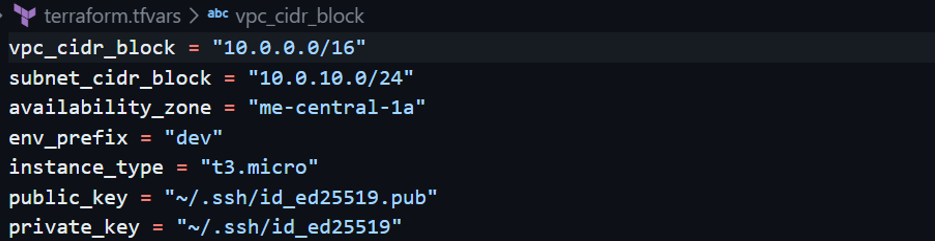 terraform.tfvars > abc vpc_cidr_block
vpc_cidr_block = "10.0.0.0/16"
subnet_cidr_block = "10.0.10.0/24"
availability_zone = "me-central-1a"
env_prefix = "dev"
instance_type = "t3.micro"
public_key = "~/.ssh/id_ed25519.pub"
private_key = "~/.ssh/id_ed25519"